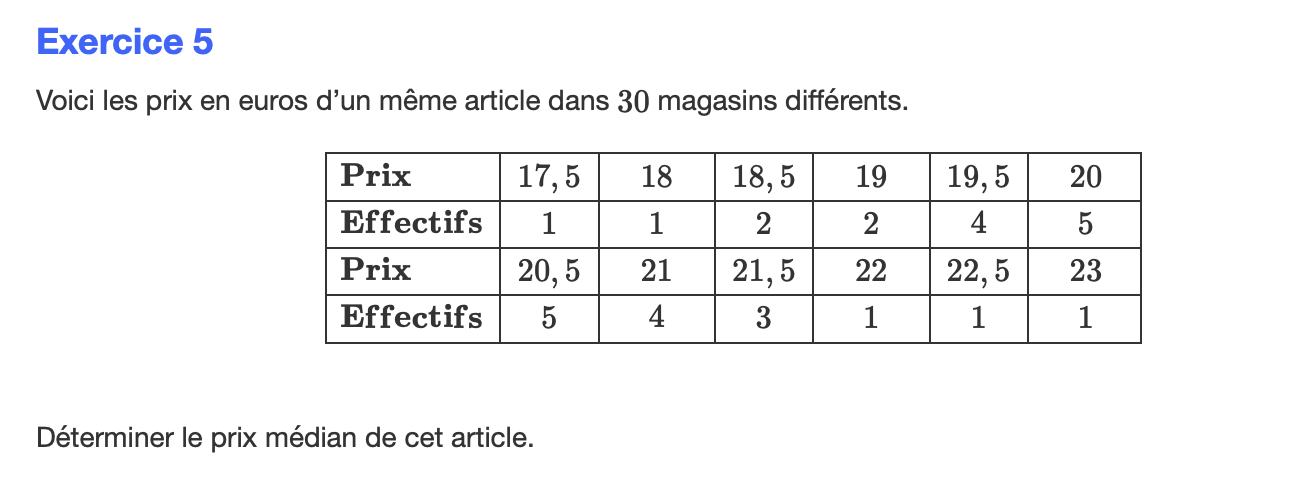 Exercice 5
Voici les prix en euros d’un même article dans 30 magasins différents.
Prix 17,5 18 18,5 19 19,5 20
Effectifs 1 1 2 2 4 5
Prix 20,5 21 21,5 22 22,5 23
Effectifs 5 4 3 1 1 1
Déterminer le prix médian de cet article.